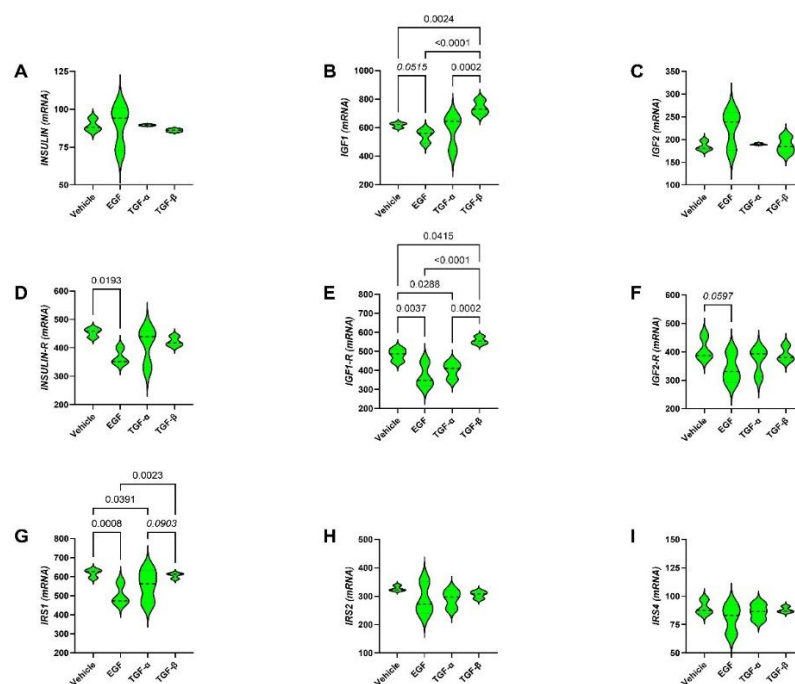 A
INSULIN (mRNA)
125
100
75
50
Vehicle
EGF
TGF-α
TGF-β
B
0.0024
<0.0001
0.0515
0.0002
IGF1 (mRNA)
1000
800
600
400
200
0
Vehicle
EGF
TGF-α
TGF-β
C
IGF2 (mRNA)
350
300
250
200
150
100
Vehicle
EGF
TGF-α
TGF-β
D
0.0193
INSULIN-R (mRNA)
600
500
400
300
200
Vehicle
EGF
TGF-α
TGF-β
E
0.0415
<0.0001
0.0288
0.0037
0.0002
IGF1-R (mRNA)
800
700
600
500
400
300
200
Vehicle
EGF
TGF-α
TGF-β
F
0.0597
IGF2-R (mRNA)
600
500
400
300
200
Vehicle
EGF
TGF-α
TGF-β
G
0.0023
0.0391
0.0008
0.0903
IRS1 (mRNA)
800
700
600
500
400
300
200
Vehicle
EGF
TGF-α
TGF-β
H
IRS2 (mRNA)
500
400
300
200
100
Vehicle
EGF
TGF-α
TGF-β
I
IRS4 (mRNA)
150
125
100
75
50
Vehicle
EGF
TGF-α
TGF-β